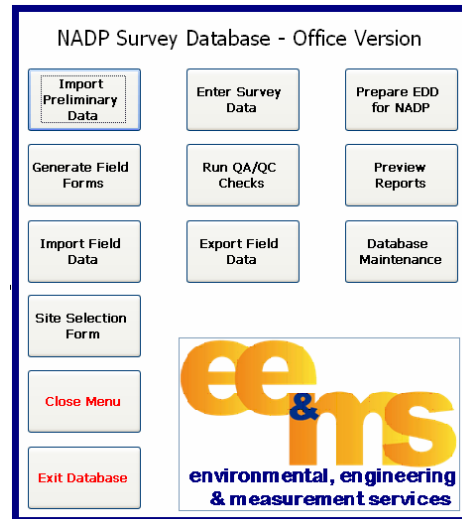 NADP Survey Database - Office Version
Import
Preliminary
Data
Enter Survey
Data
Prepare EDD
for NADP
Generate Field
Forms
Run QA/QC
Checks
Preview
Reports
Import Field
Data
Export Field
Data
Database
Maintenance
Site Selection
Form
Close Menu
Exit Database
ee&ms
environmental, engineering
& measurement services